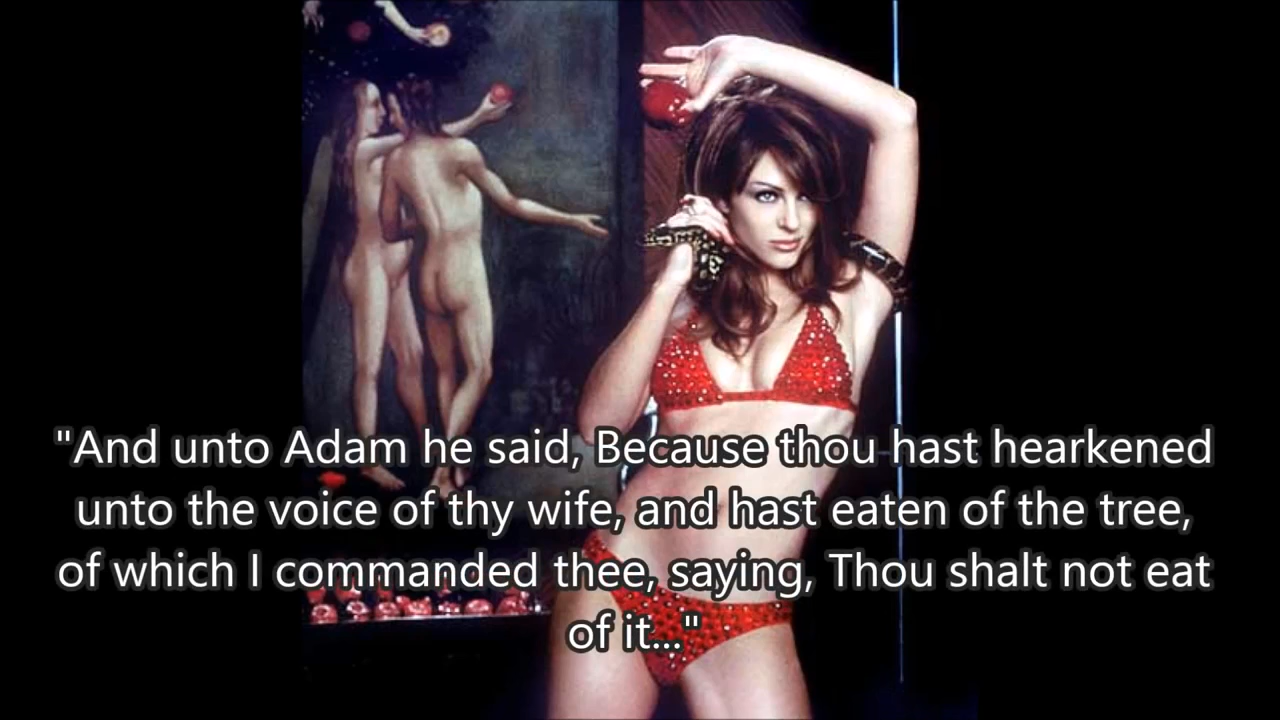 "And unto Adam he said, Because thou hast hearkened
unto the voice of thy wife, and hast eaten of the tree,
of which I commanded thee, saying, Thou shalt not eat
of it..."